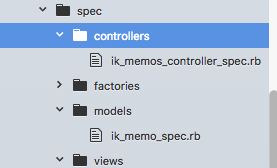 spec
controllers
ik_memos_controller_spec.rb
factories
models
ik_memo_spec.rb
views